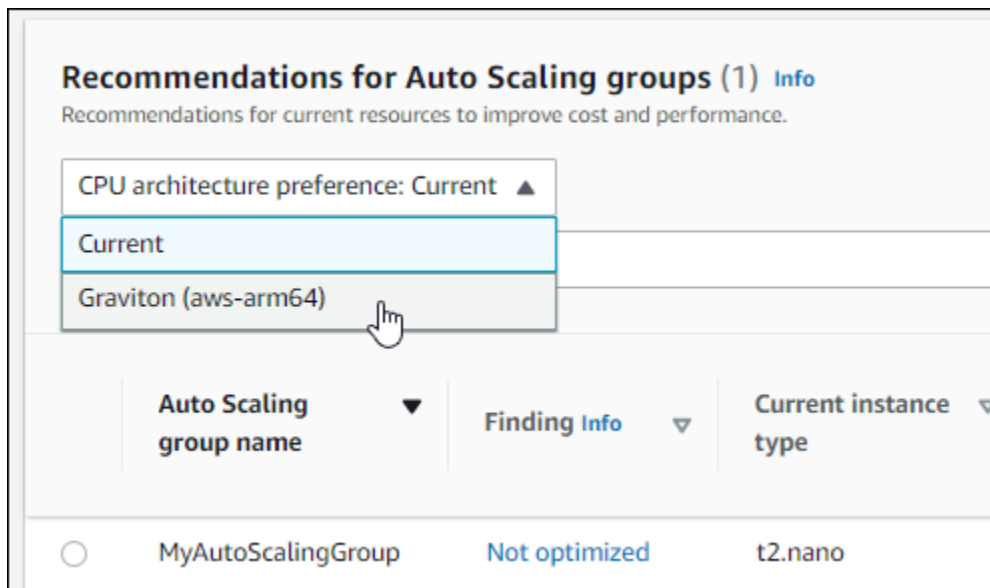 Recommendations for Auto Scaling groups (1) Info
Recommendations for current resources to improve cost and performance.
CPU architecture preference: Current
Current
Graviton (aws-arm64)
Auto Scaling group name
Finding Info
Current instance type
MyAutoScalingGroup Not optimized t2.nano